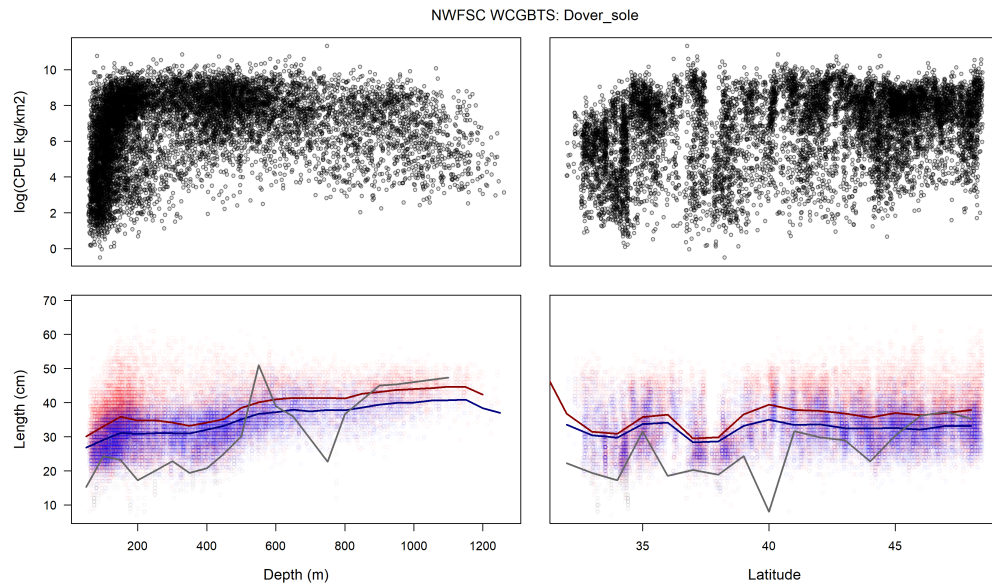 NWFSC WCGBTS: Dover_sole
log(CPUE kg/km2)
10
8
6
4
2
0
Length (cm)
70
60
50
40
30
20
10
200 400 600 800 1000 1200
35 40 45
Depth (m)
Latitude